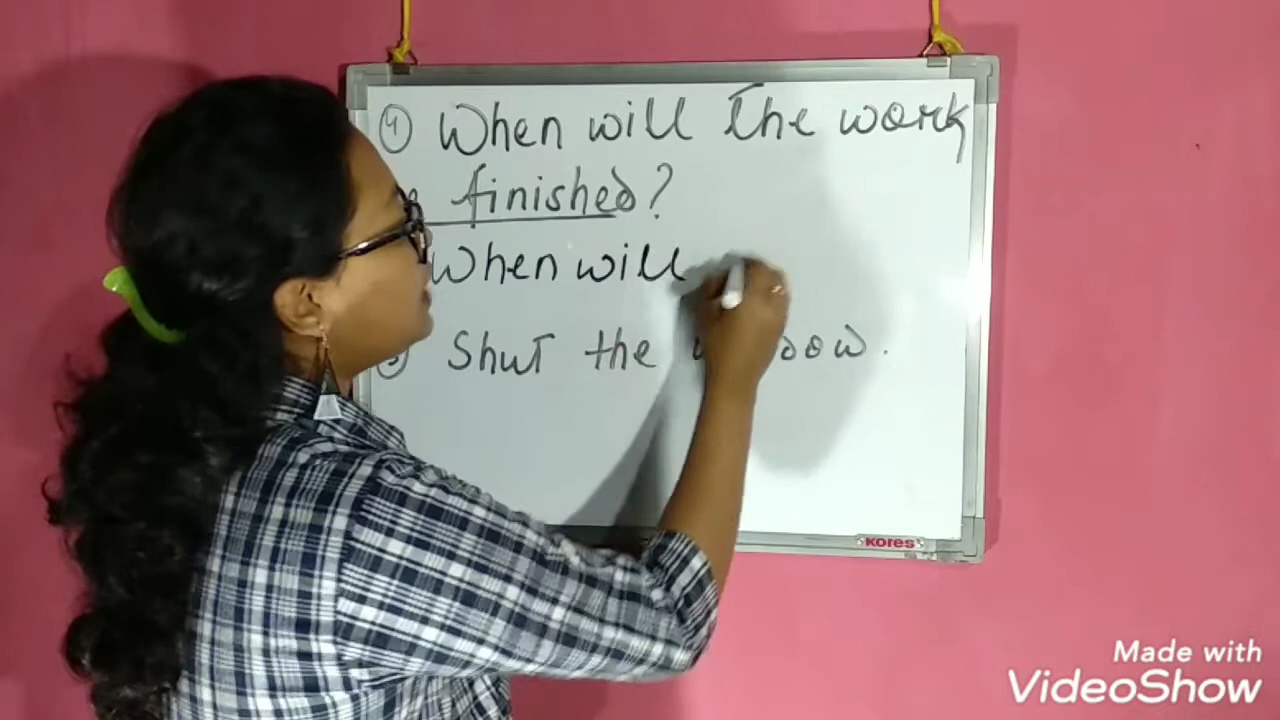 ④ When will the work
finished?
When will
Shut the
KORES
Made with
VideoShow